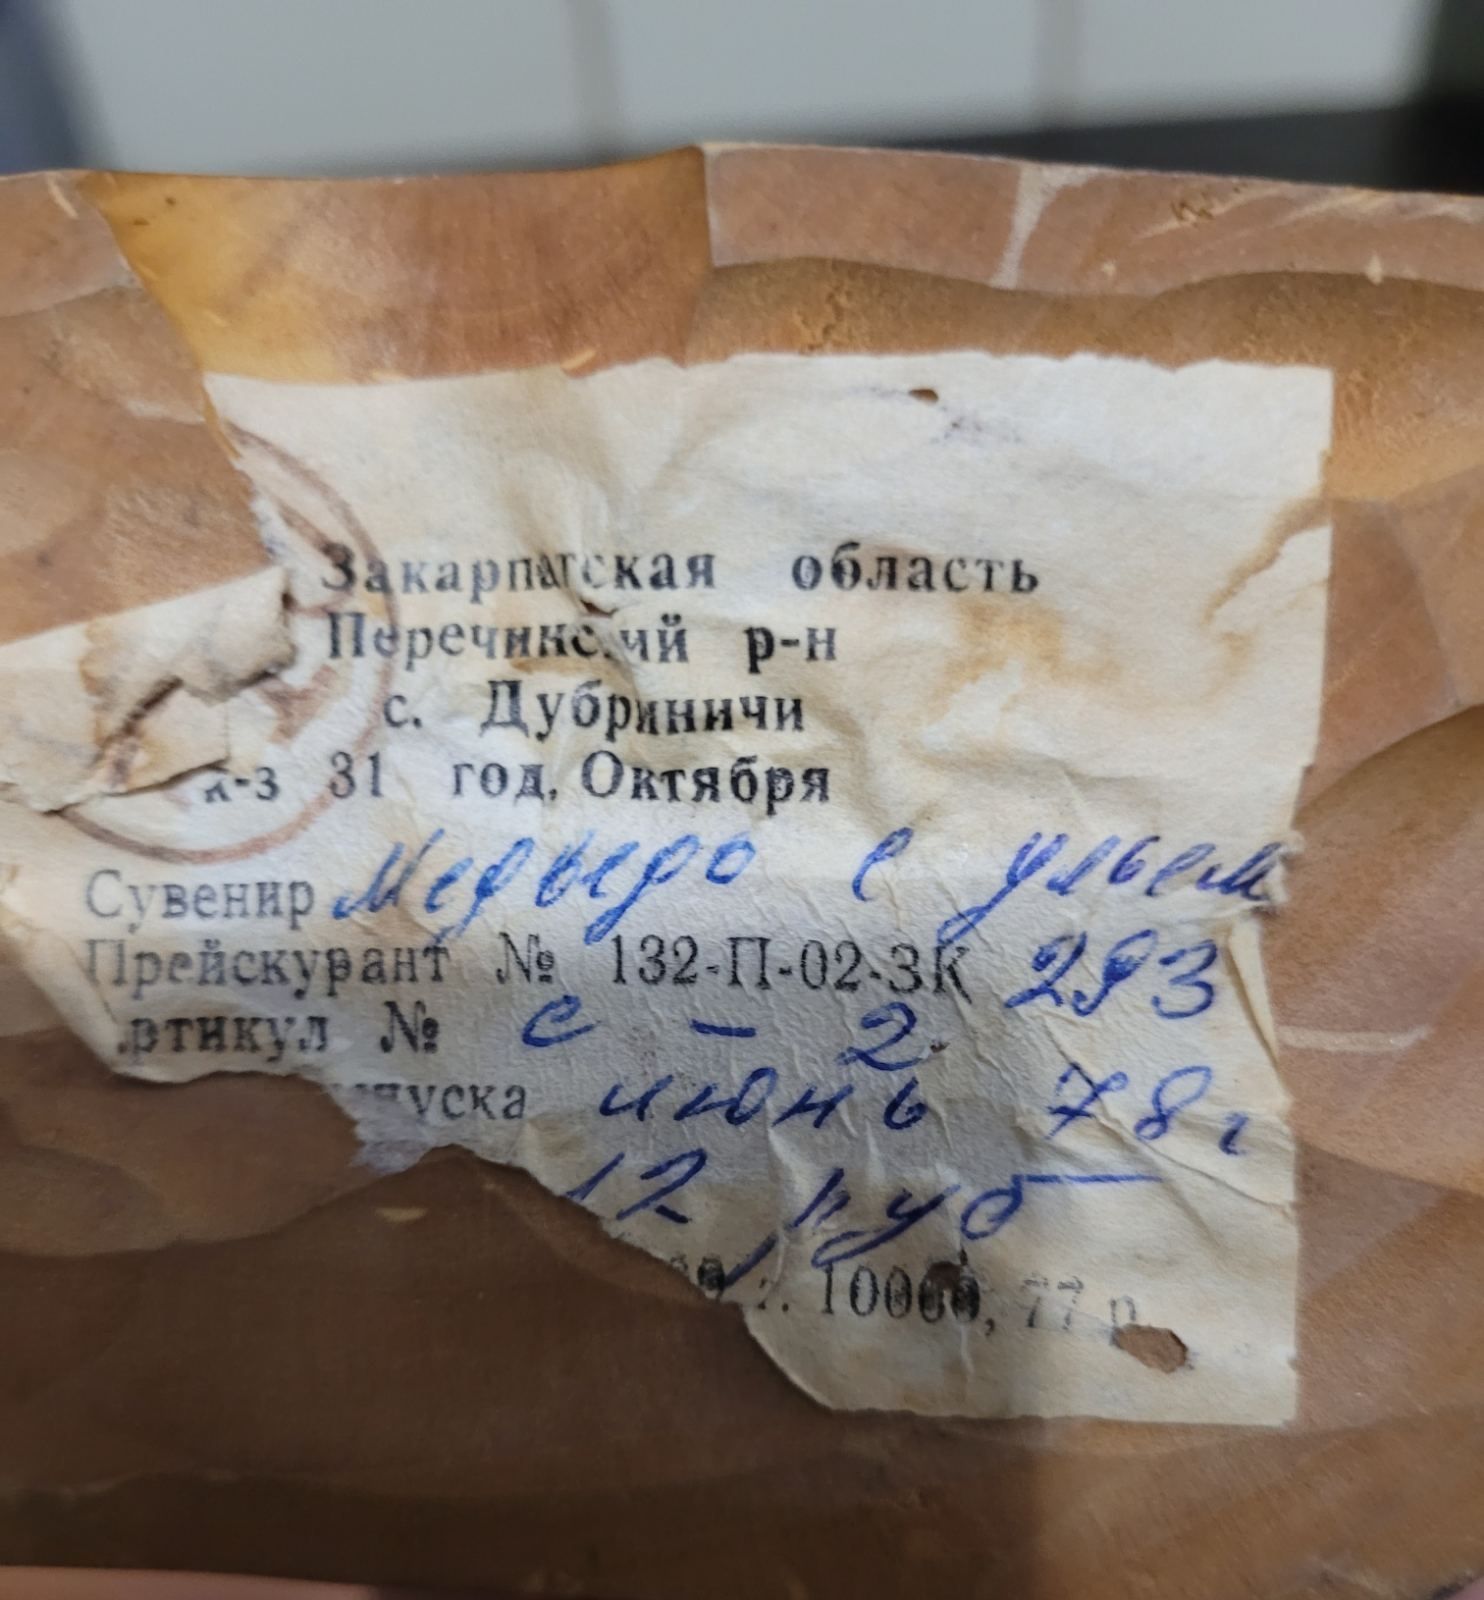 Закарпатская область
Перечинский р-н
с. Дубриничи
к-з 31 год. Октября
Сувенир Медведь с ульем
Прейскурант № 132-П-02-ЗК 293
ртикул № с - 2
пуска июнь 78 г
12 руб
г. 10000, 77 р.